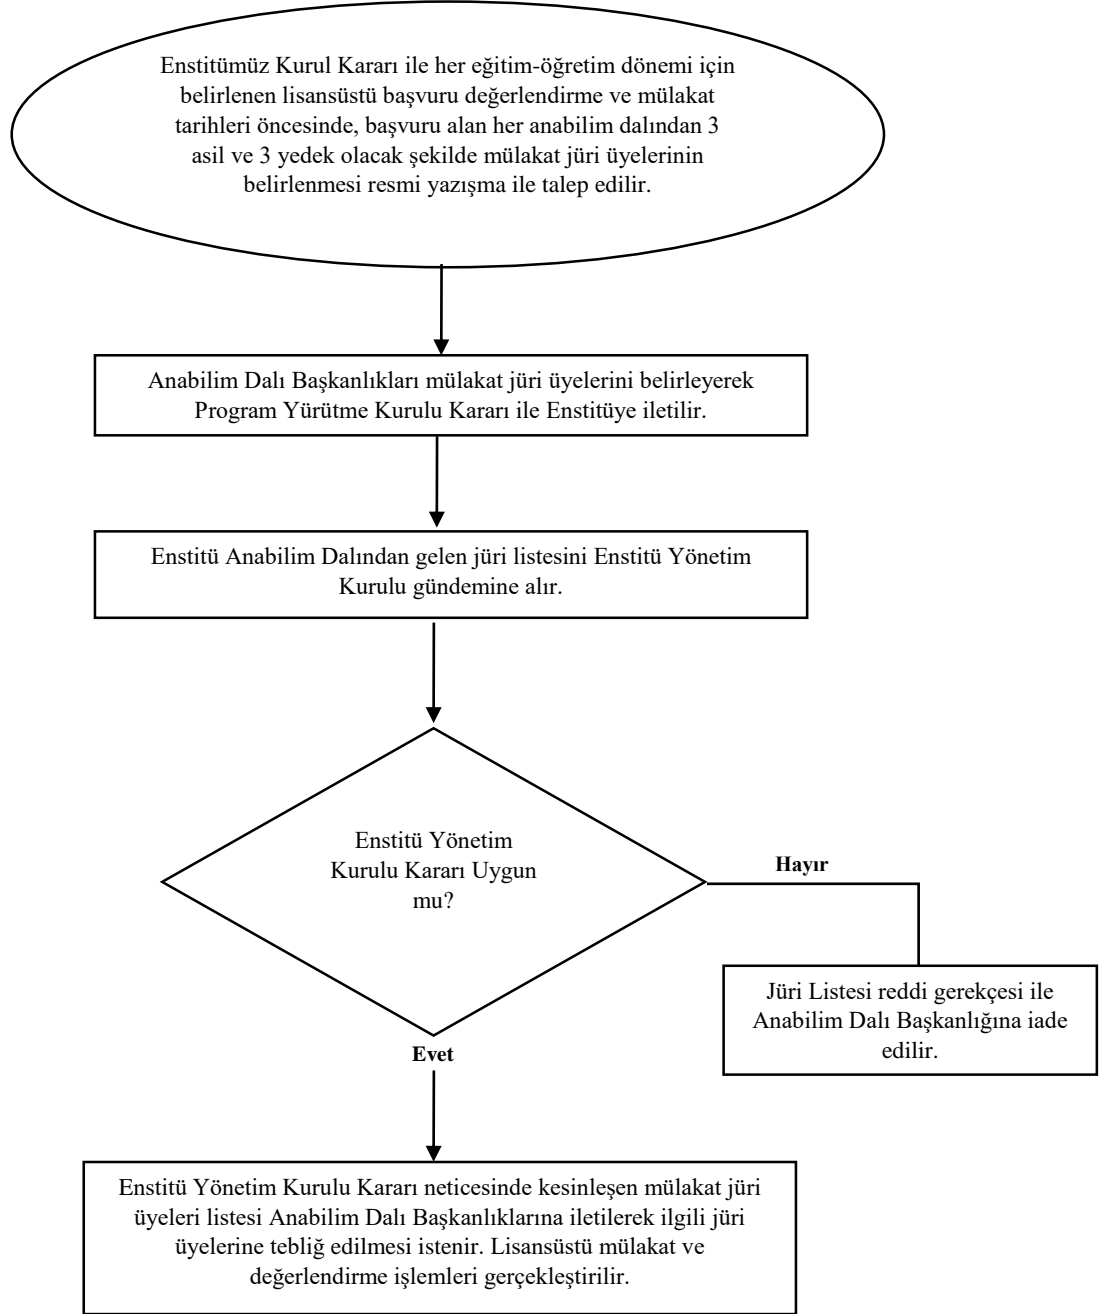 Enstitümüz Kurul Kararı ile her eğitim-öğretim dönemi için
belirlenen lisansüstü başvuru değerlendirme ve mülakat
tarihleri öncesinde, başvuru alan her anabilim dalından 3
asil ve 3 yedek olacak şekilde mülakat jüri üyelerinin
belirlenmesi resmi yazışma ile talep edilir.
Anabilim Dalı Başkanlıkları mülakat jüri üyelerini belirleyerek
Program Yürütme Kurulu Kararı ile Enstitüye iletilir.
Enstitü Anabilim Dalından gelen jüri listesini Enstitü Yönetim
Kurulu gündemine alır.
Enstitü Yönetim
Kurulu Kararı Uygun
mu?
Hayır
Jüri Listesi reddi gerekçesi ile
Anabilim Dalı Başkanlığına iade
edilir.
Evet
Enstitü Yönetim Kurulu Kararı neticesinde kesinleşen mülakat jüri
üyeleri listesi Anabilim Dalı Başkanlıklarına iletilerek ilgili jüri
üyelerine tebliğ edilmesi istenir. Lisansüstü mülakat ve
değerlendirme işlemleri gerçekleştirilir.